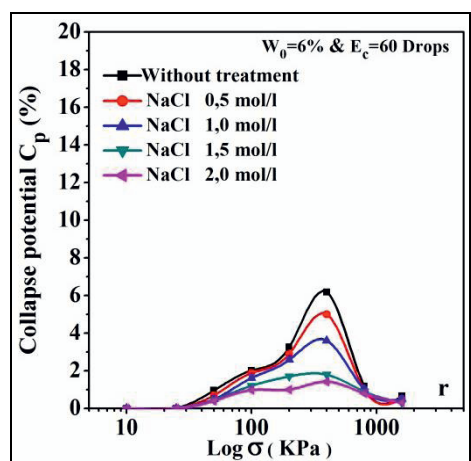 W₀=6% & E_c=60 Drops
Without treatment
NaCl 0,5 mol/l
NaCl 1,0 mol/l
NaCl 1,5 mol/l
NaCl 2,0 mol/l
Collapse potential C_p (%)
20
18
16
14
12
10
8
6
4
2
0
r
10 100 1000
Log σ ( KPa)